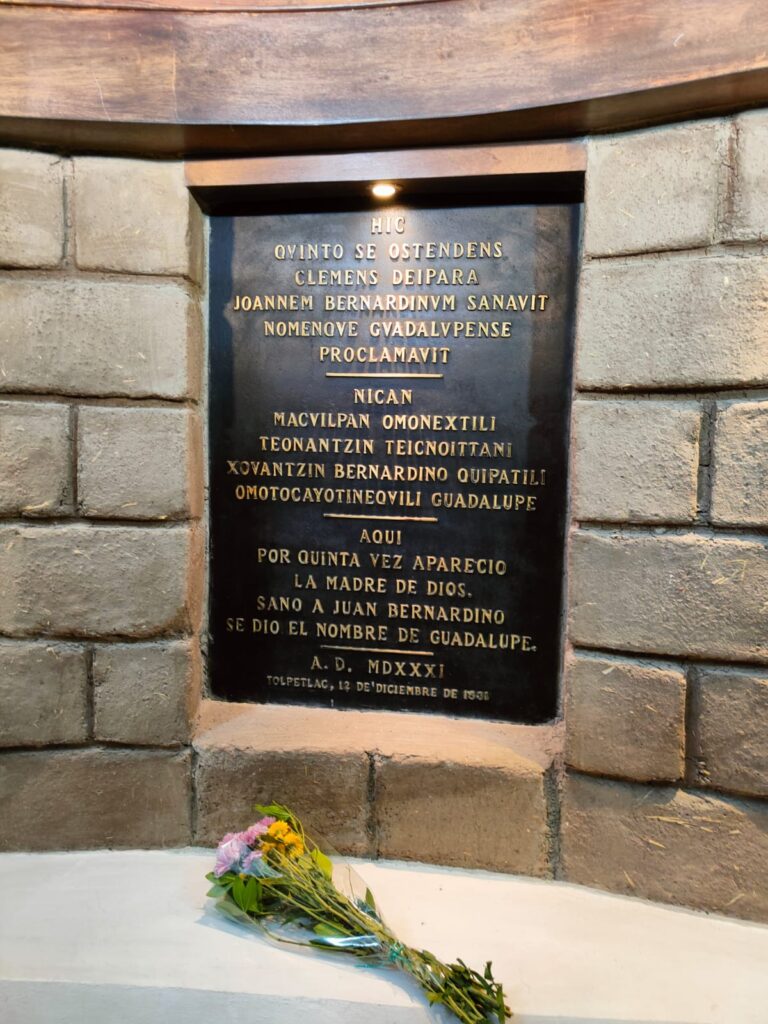 HIC
QVINTO SE OSTENDENS
CLEMENS DEIPARA
JOANNEM BERNARDINVM SANAVIT
NOMENQVE GVADALVPENSE
PROCLAMAVIT
NICAN
MACVILPAN OMONEXTILI
TEONANTZIN TEICNOITTANI
XOVANTZIN BERNARDINO QUIPATILI
OMOTOCAYOTINEQVILI GUADALUPE
AQUI
POR QUINTA VEZ APARECIO
LA MADRE DE DIOS.
SANO A JUAN BERNARDINO
SE DIO EL NOMBRE DE GUADALUPE.
A. D. MDXXXI
TOLPETLAC, 12 DE DICIEMBRE DE